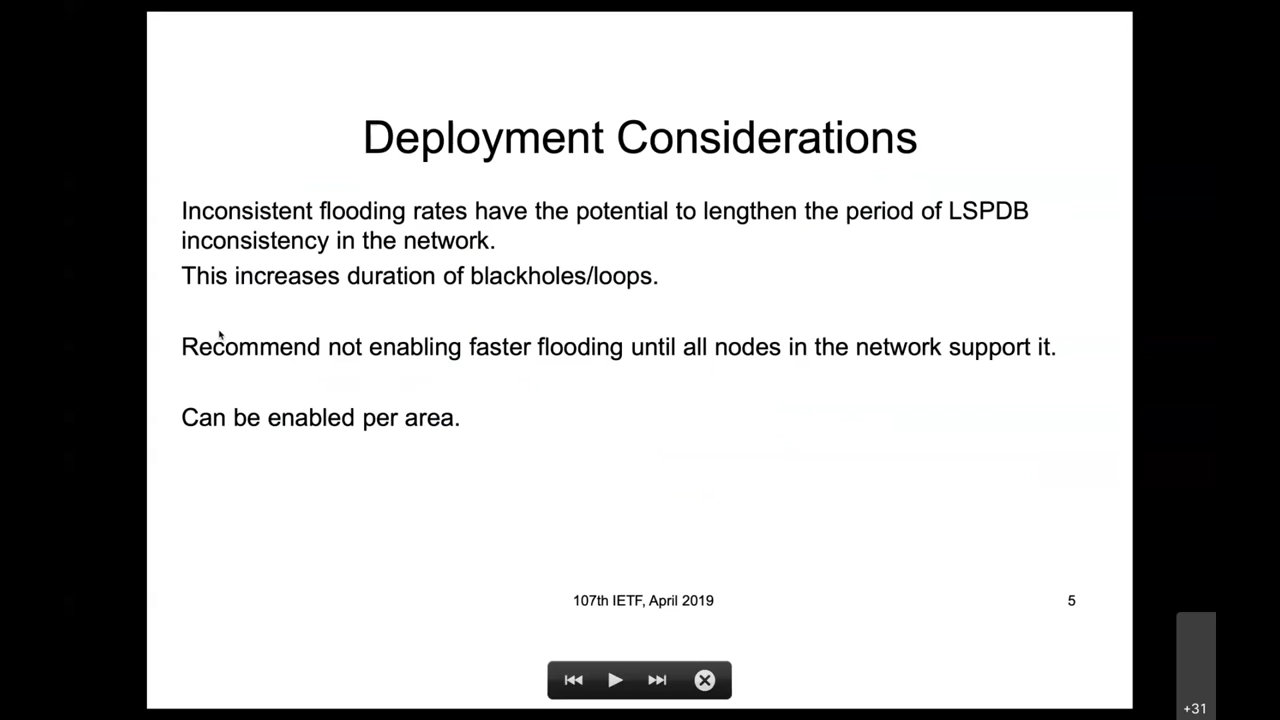 Deployment Considerations
Inconsistent flooding rates have the potential to lengthen the period of LSPDB
inconsistency in the network.
This increases duration of blackholes/loops.
Recommend not enabling faster flooding until all nodes in the network support it.
Can be enabled per area.
107th IETF, April 2019
5
+31